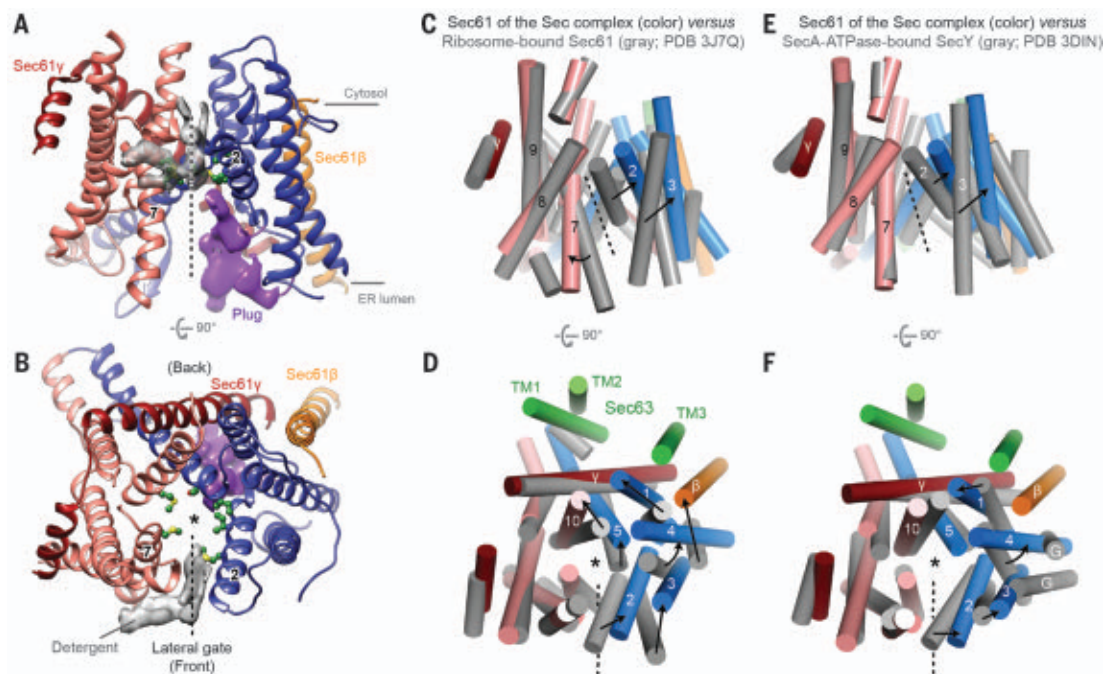 A
Sec61γ
Cytosol
2
Sec61β
7
Plug
ER lumen
90°
C Sec61 of the Sec complex (color) versus
Ribosome-bound Sec61 (gray; PDB 3J7Q)
γ
9
8
7
2
3
90°
E Sec61 of the Sec complex (color) versus
SecA-ATPase-bound SecY (gray; PDB 3DIN)
γ
9
8
7
2
3
90°
B
(Back)
Sec61γ
Sec61β
*
7
2
Detergent
Lateral gate
(Front)
D
TM1
TM2
Sec63
TM3
γ
β
10
5
1
4
*
2
3
F
γ
β
10
5
1
4
G
*
G
2
3